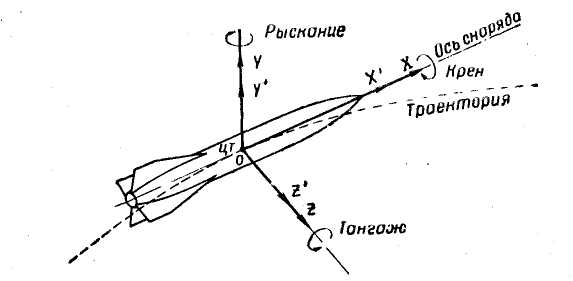 Рыскание
Y
Y'
Ось снаряда
X
X'
Крен
Траектория
ЦТ
O
Z'
Z
Тангаж